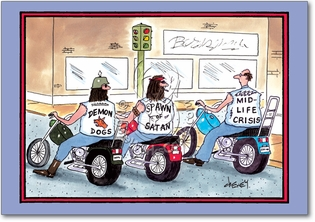 DEMON
DOGS
SPAWN
OF
SATAN
MID-
LIFE
CRISIS